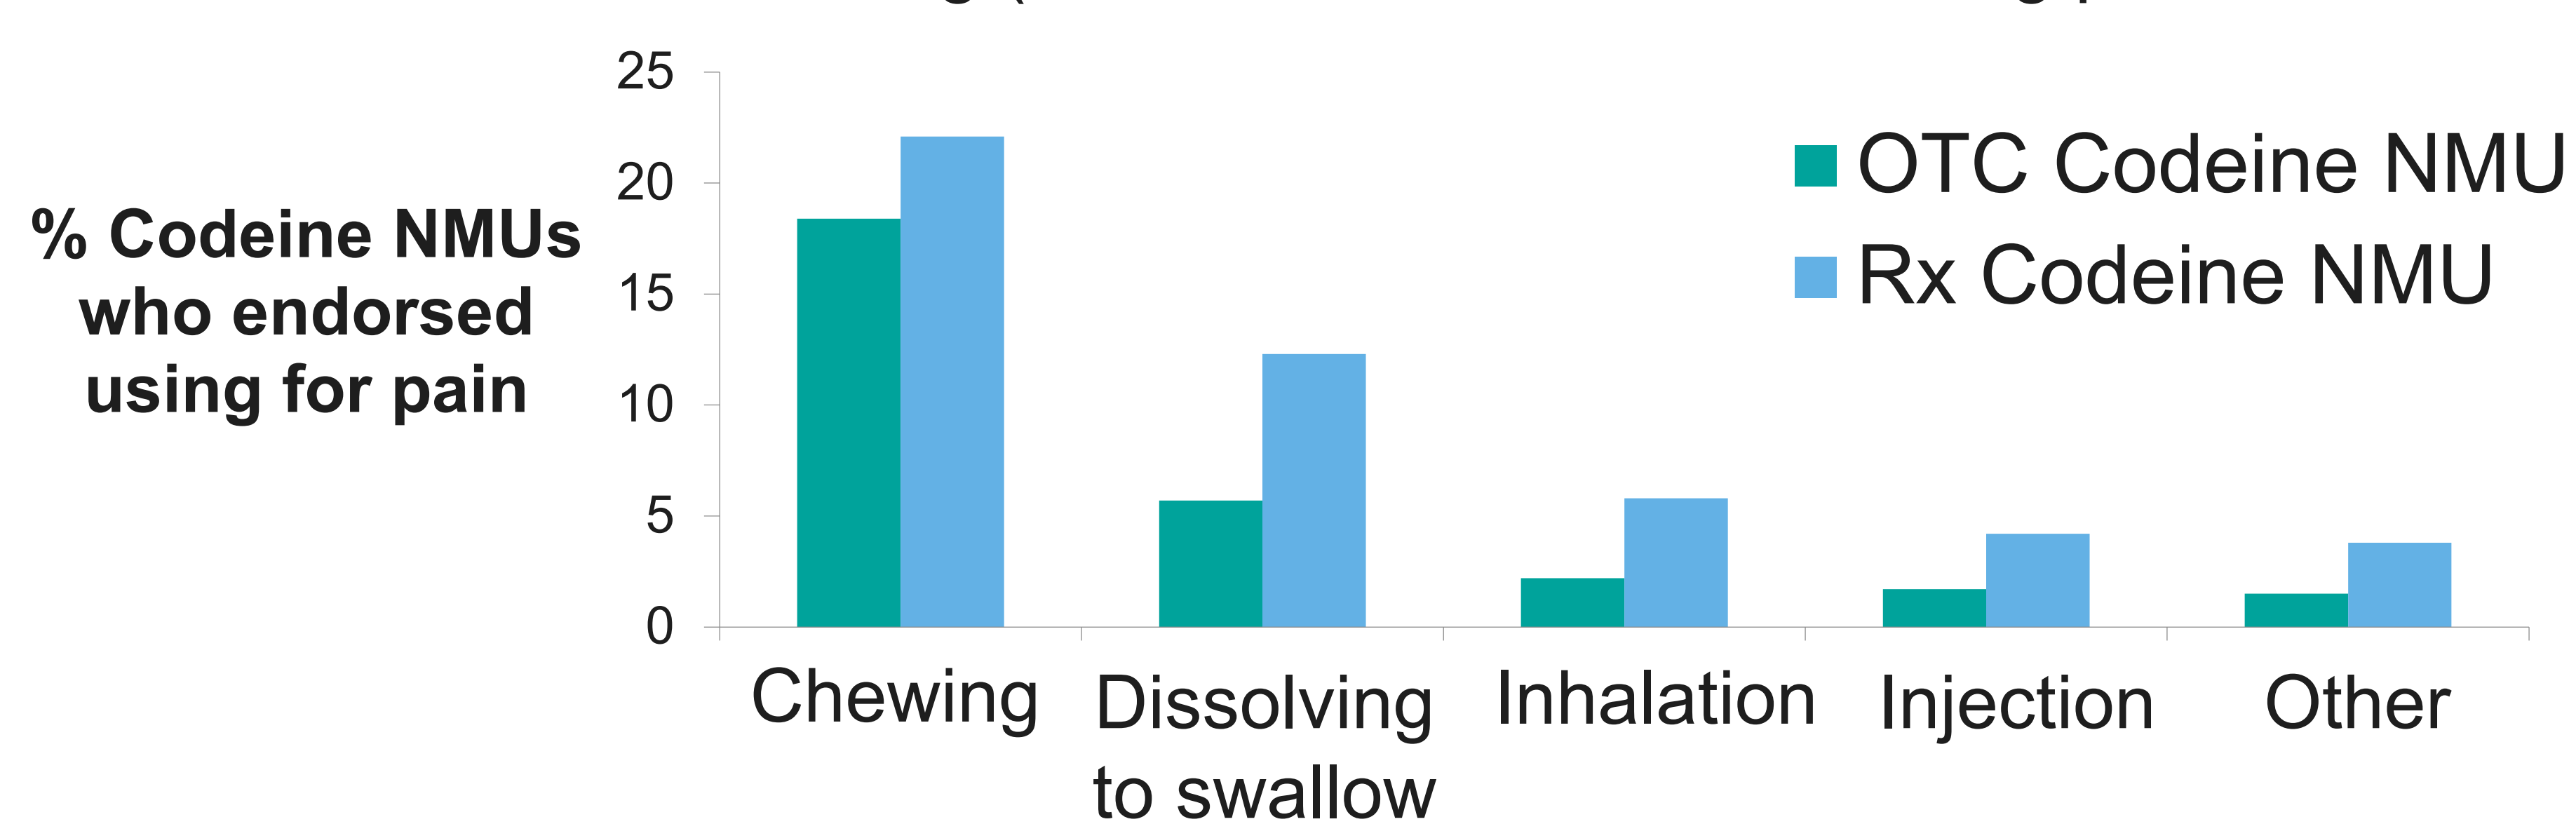 25
20
15
10
5
0
% Codeine NMUs
who endorsed
using for pain
OTC Codeine NMU
Rx Codeine NMU
Chewing
Dissolving
to swallow
Inhalation
Injection
Other